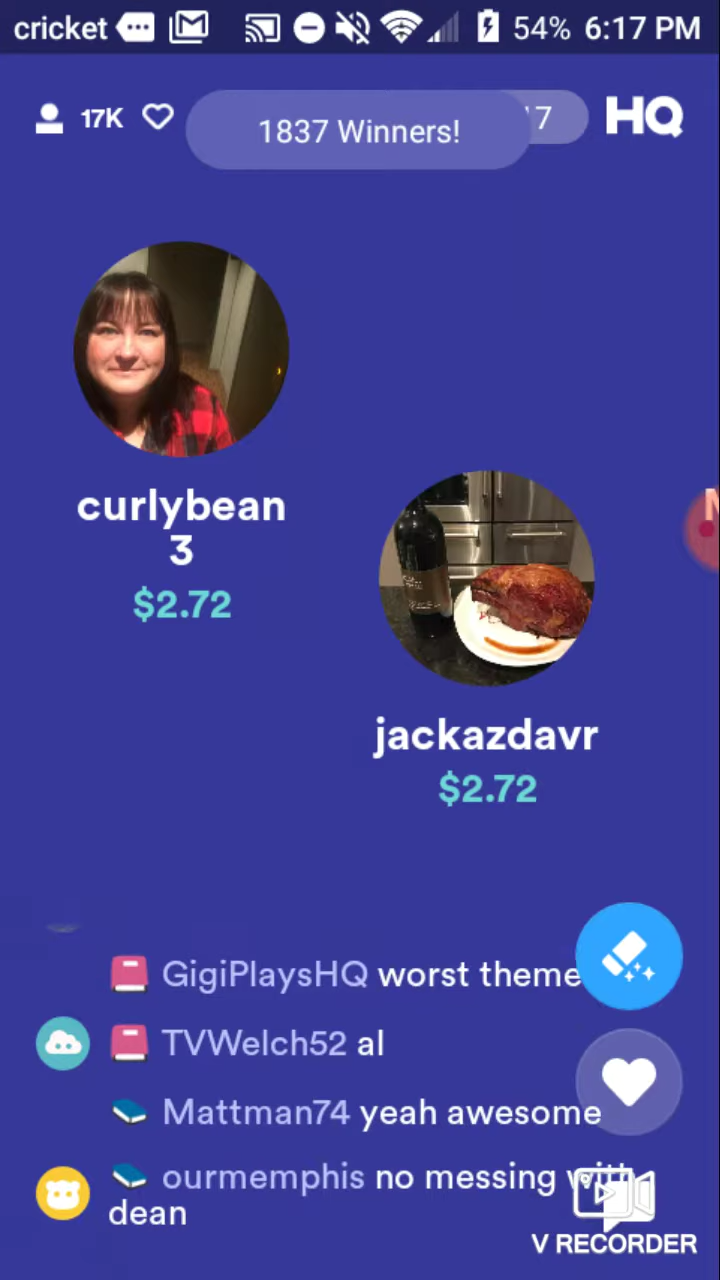 cricket 54% 6:17 PM
17K 1837 Winners! 17 HQ
curlybean
3
$2.72
jackazdavr
$2.72
GigiPlaysHQ worst theme
TVWelch52 al
Mattman74 yeah awesome
ourmemphis no messing with
dean
V RECORDER